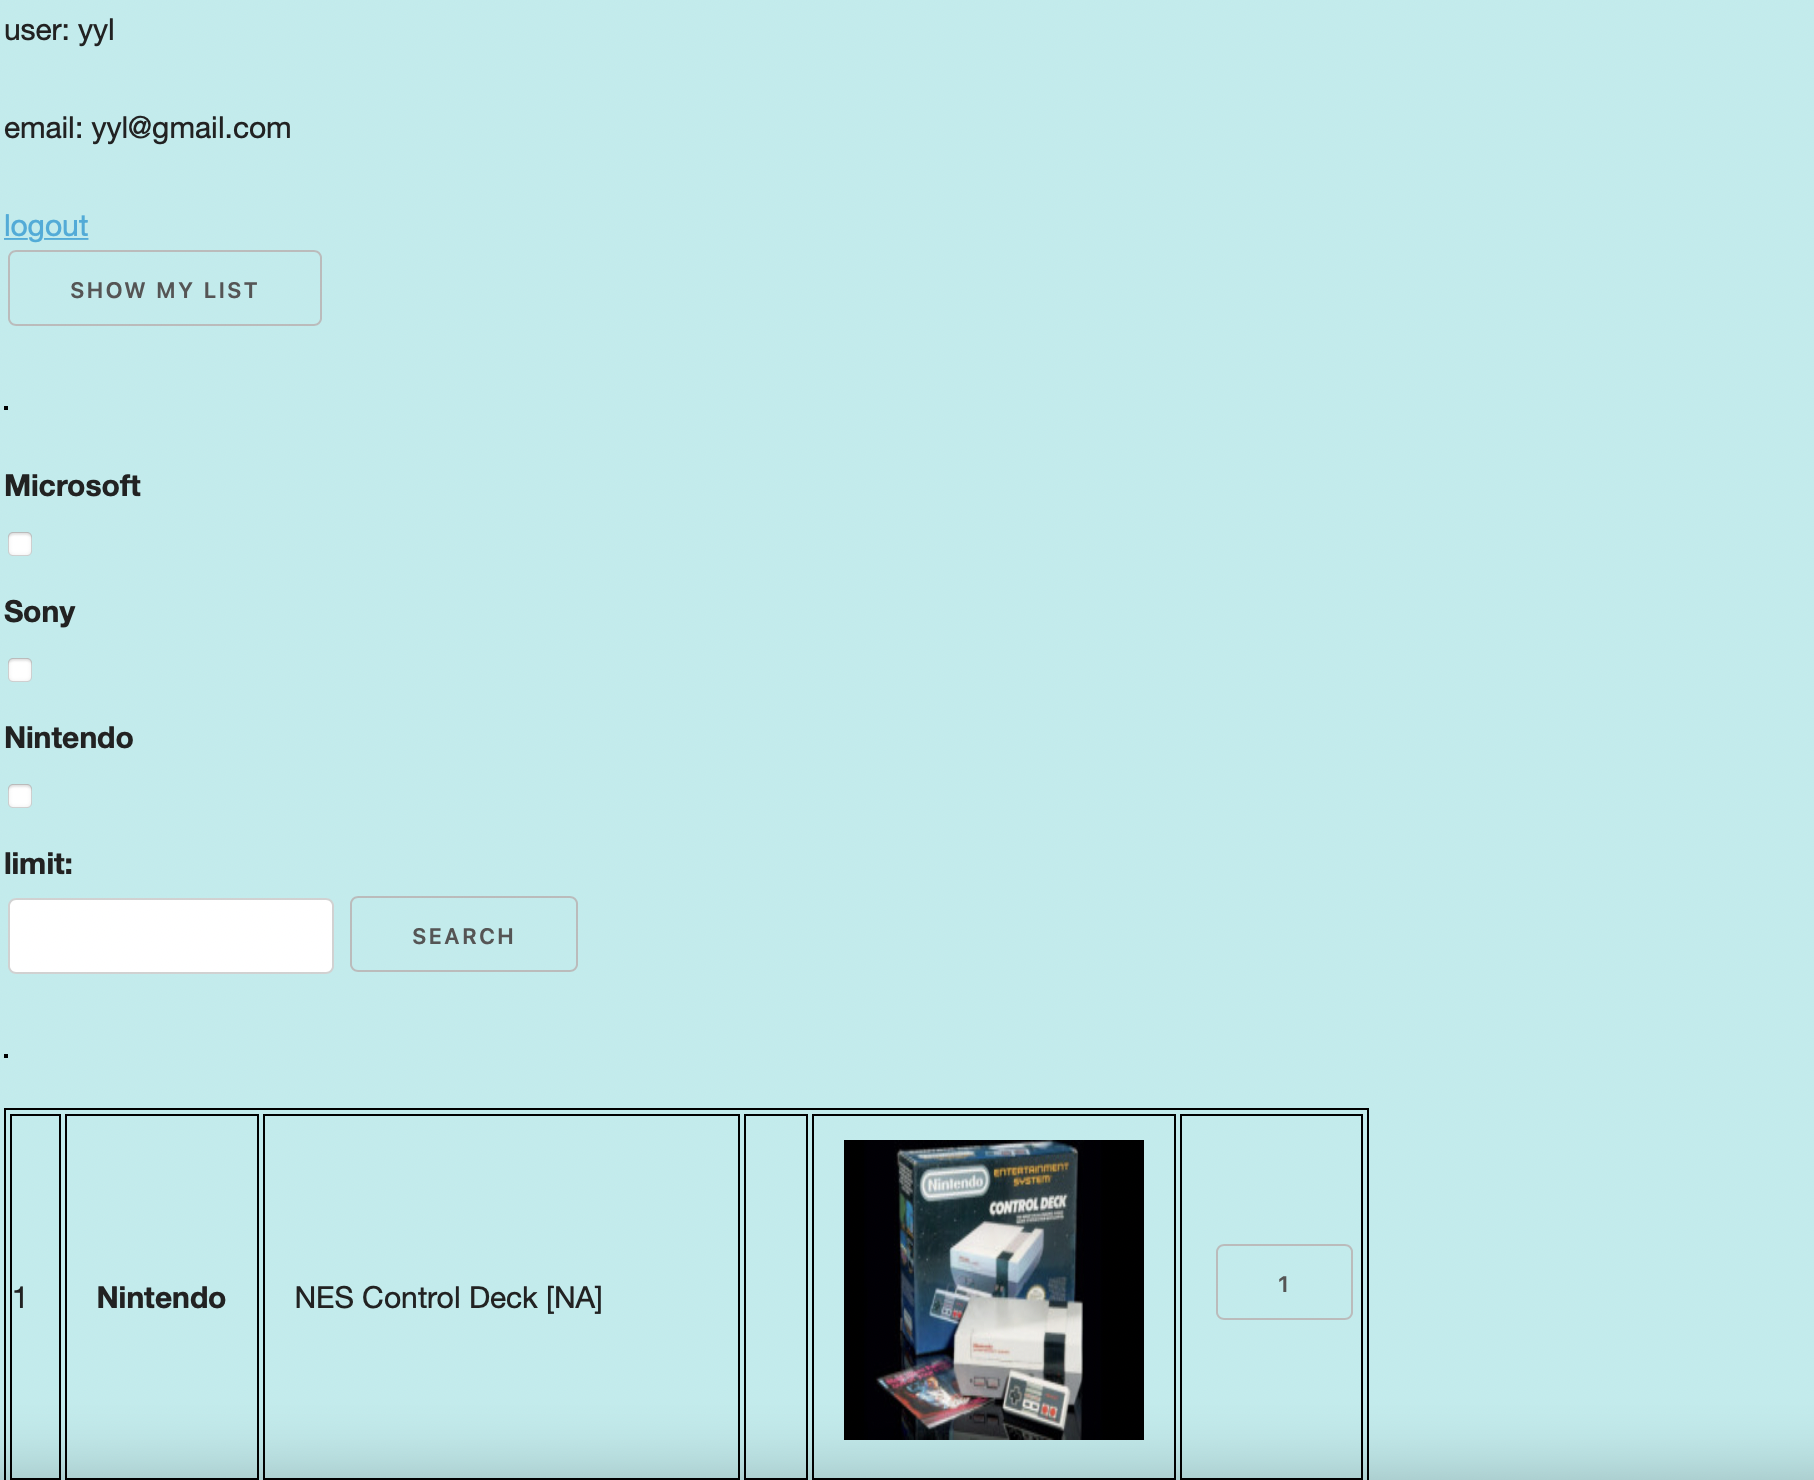 user: yyl
email: yyl@gmail.com
logout
SHOW MY LIST
Microsoft
Sony
Nintendo
limit:
SEARCH
1
Nintendo
NES Control Deck [NA]
Nintendo
ENTERTAINMENT
SYSTEM
CONTROL DECK
1